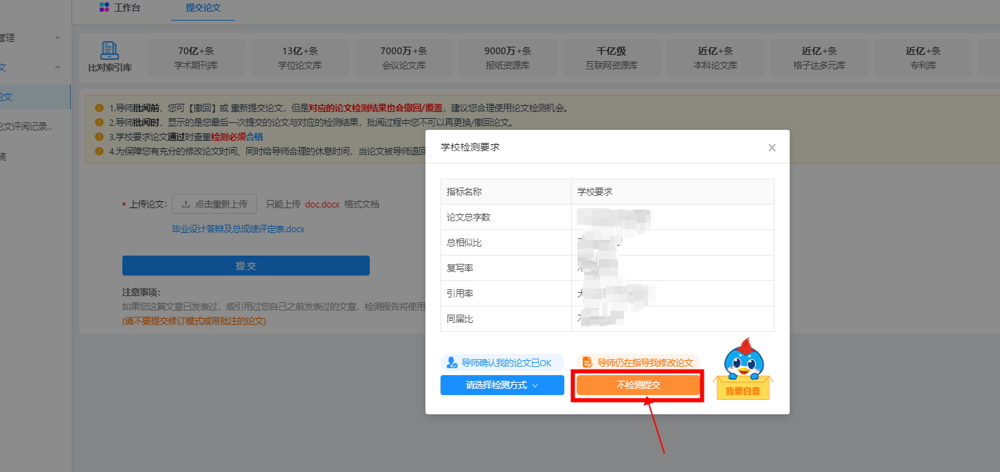 工作台
提交论文
管理
文
论文
论文评阅记录...
稿
比对索引库
70亿+条
学术期刊库
13亿+条
学位论文库
7000万+条
会议论文库
9000万+条
报纸资源库
千亿级
互联网资源库
近亿+条
本科论文库
近亿+条
格子达多元库
近亿+条
专利库
1.导师批阅前，您可【撤回】或 重新提交论文，但是对应的论文检测结果也会撤回/覆盖，建议您合理使用论文检测机会。
2.导师批阅时，显示的是您最后一次提交的论文与对应的检测结果，批阅过程中您不可以再更换/撤回论文。
3.学校要求论文通过时查重检测必须合格
4.为保障您有充分的修改论文时间、同时给导师合理的休息时间，当论文被导师退回
* 上传论文：
点击重新上传
只能上传 doc,docx 格式文档
毕业设计答辩及总成绩评定表.docx
提交
注意事项：
如果您这篇文章已发表过，或引用过您自己之前发表过的文章，检测报告将使用
(请不要提交修订模式或带批注的论文)
学校检测要求
指标名称
学校要求
论文总字数
总相似比
复写率
引用率
同届比
导师确认我的论文已OK
导师仍在指导我修改论文
请选择检测方式
不检测提交
我要自查